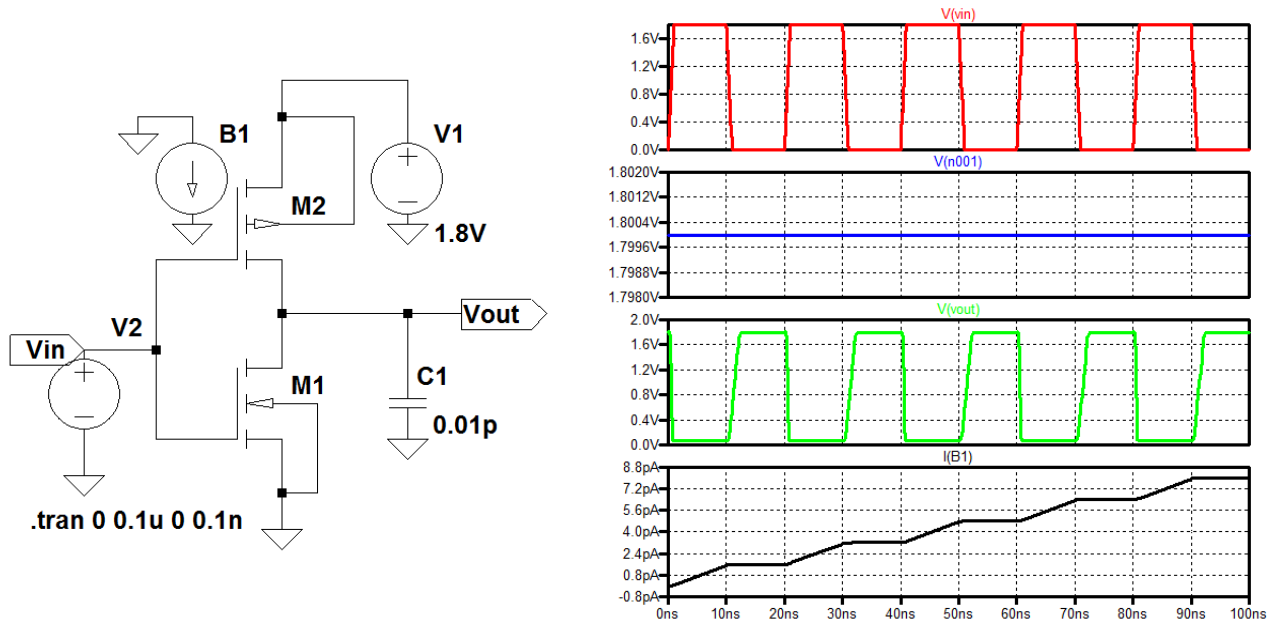 B1
V1
M2
1.8V
Vout
V2
Vin
M1
C1
0.01p
.tran 0 0.1u 0 0.1n
V(vin)
1.6V
1.2V
0.8V
0.4V
0.0V
V(n001)
1.8020V
1.8012V
1.8004V
1.7996V
1.7988V
1.7980V
V(vout)
2.0V
1.6V
1.2V
0.8V
0.4V
0.0V
I(B1)
8.8pA
7.2pA
5.6pA
4.0pA
2.4pA
0.8pA
-0.8pA
0ns 10ns 20ns 30ns 40ns 50ns 60ns 70ns 80ns 90ns 100ns